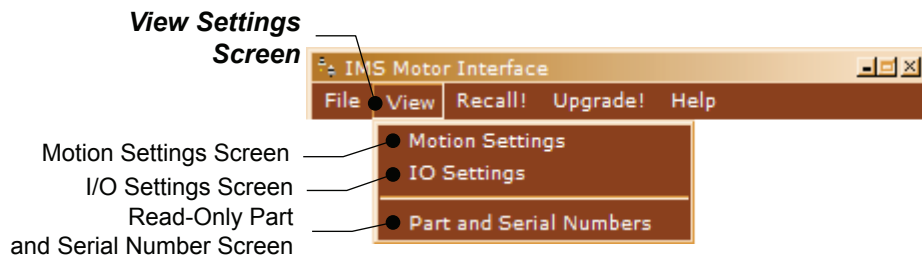 View Settings
Screen
IMS Motor Interface
File View Recall! Upgrade! Help
Motion Settings Screen
Motion Settings
I/O Settings Screen
IO Settings
Read-Only Part
and Serial Number Screen
Part and Serial Numbers